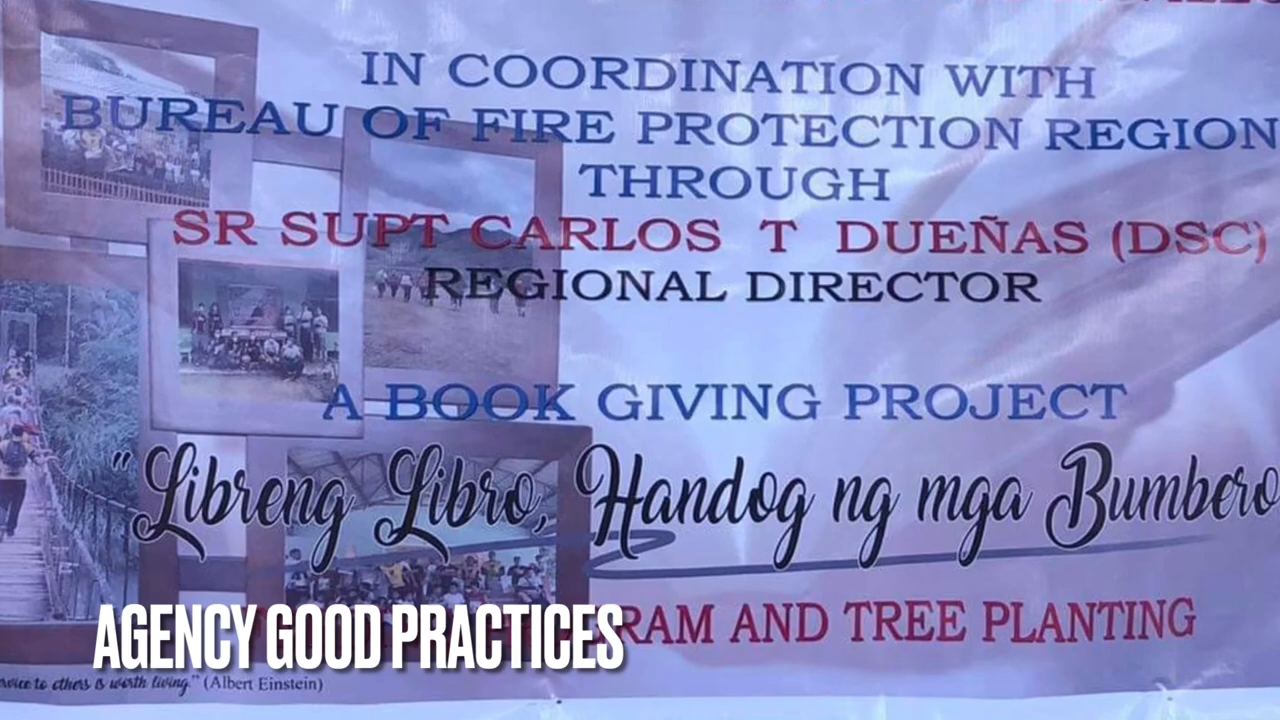 IN COORDINATION WITH
BUREAU OF FIRE PROTECTION REGION
THROUGH
SR SUPT CARLOS T DUEÑAS (DSC)
REGIONAL DIRECTOR
A BOOK GIVING PROJECT
"Libreng Libro, Handog ng mga Bumbero
RAM AND TREE PLANTING
AGENCY GOOD PRACTICES
to others is worth living." (Albert Einstein)